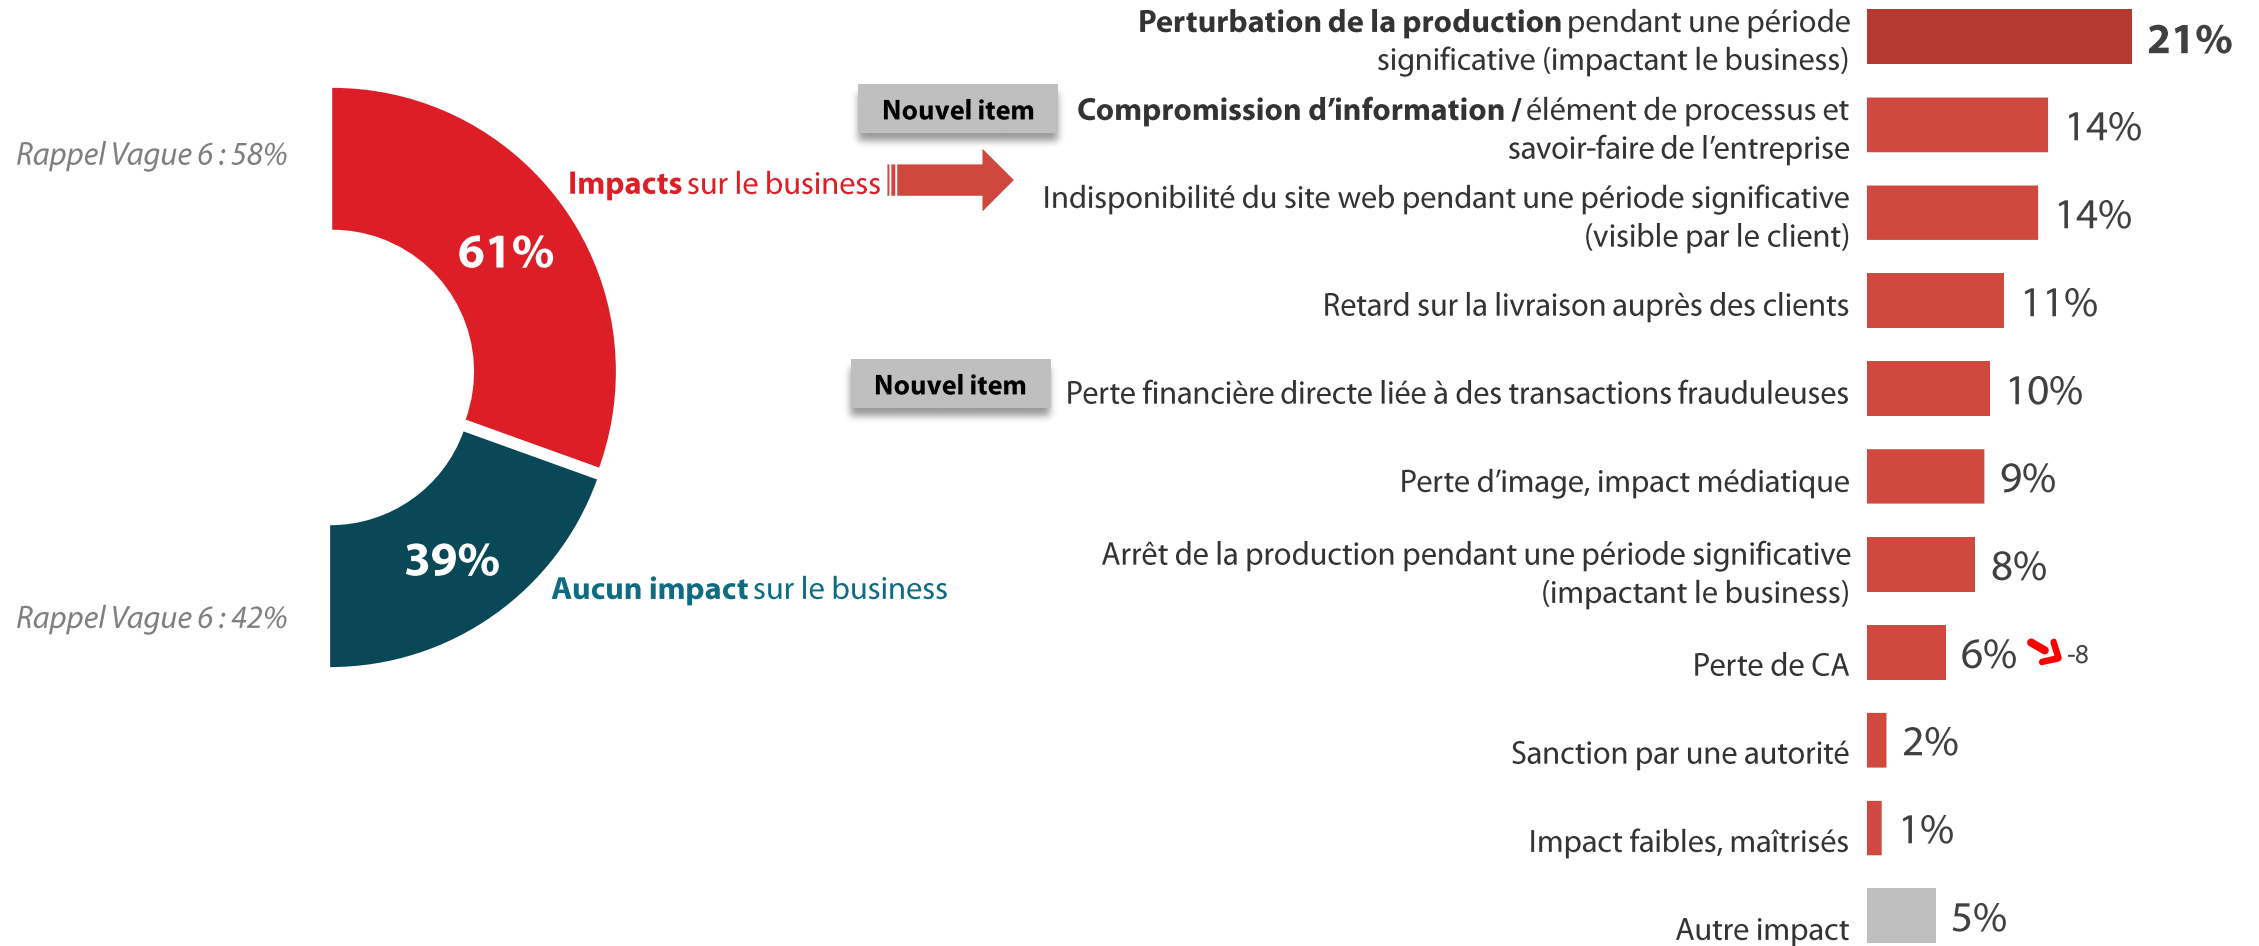 Rappel Vague 6 : 58%
Impacts sur le business
61%
39%
Aucun impact sur le business
Rappel Vague 6 : 42%
Perturbation de la production pendant une période
significative (impactant le business)
21%
Nouvel item
Compromission d’information / élément de processus et
savoir-faire de l’entreprise
14%
Indisponibilité du site web pendant une période significative
(visible par le client)
14%
Retard sur la livraison auprès des clients
11%
Nouvel item
Perte financière directe liée à des transactions frauduleuses
10%
Perte d’image, impact médiatique
9%
Arrêt de la production pendant une période significative
(impactant le business)
8%
Perte de CA
6%
-8
Sanction par une autorité
2%
Impact faibles, maîtrisés
1%
Autre impact
5%